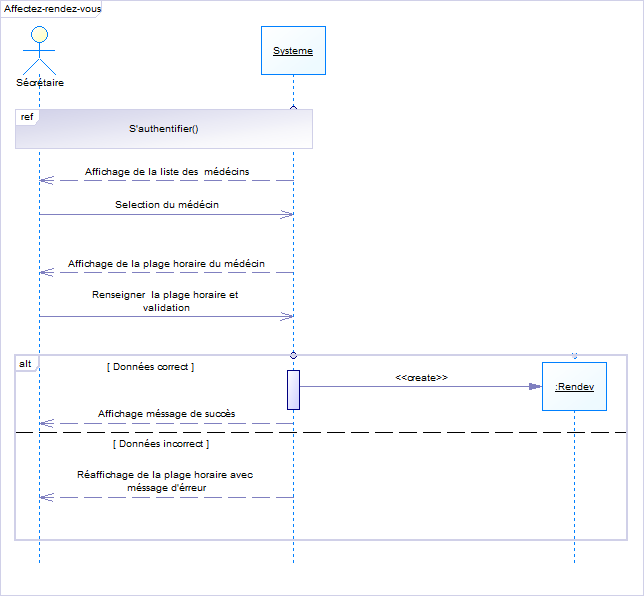 Affectez-rendez-vous
Systeme
Sécrétaire
ref
S'authentifier()
Affichage de la liste des médécins
Selection du médécin
Affichage de la plage horaire du médécin
Renseigner la plage horaire et
validation
alt
[ Données correct ]
<<create>>
:Rendev
Affichage méssage de succès
[ Données incorrect ]
Réaffichage de la plage horaire avec
méssage d'érreur